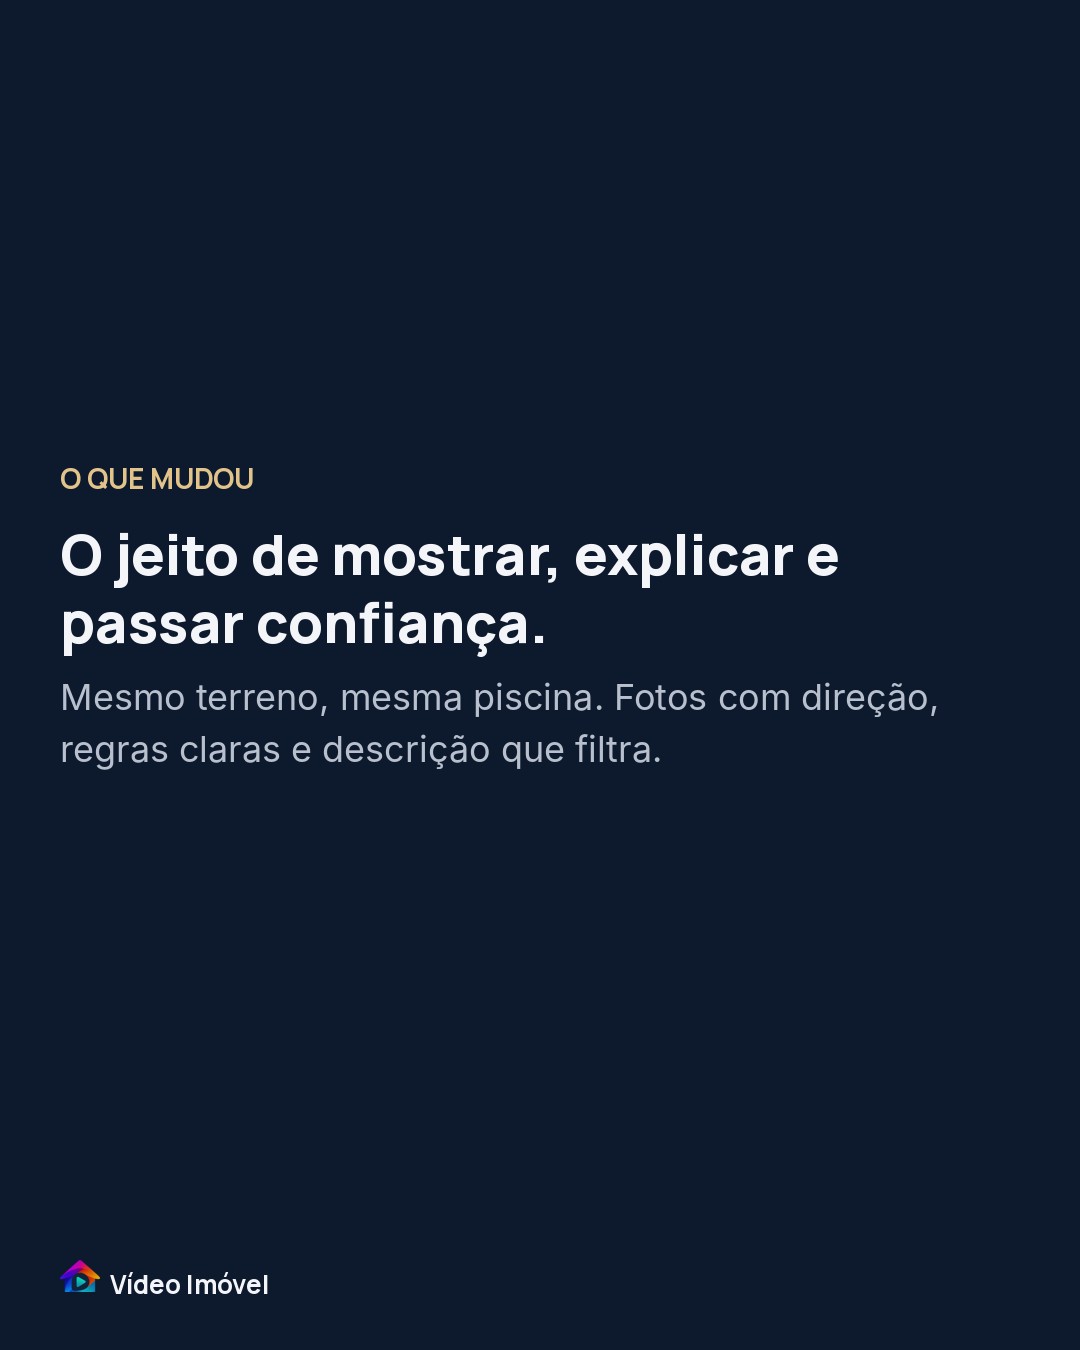 O QUE MUDOU
O jeito de mostrar, explicar e
passar confiança.
Mesmo terreno, mesma piscina. Fotos com direção,
regras claras e descrição que filtra.
Vídeo Imóvel